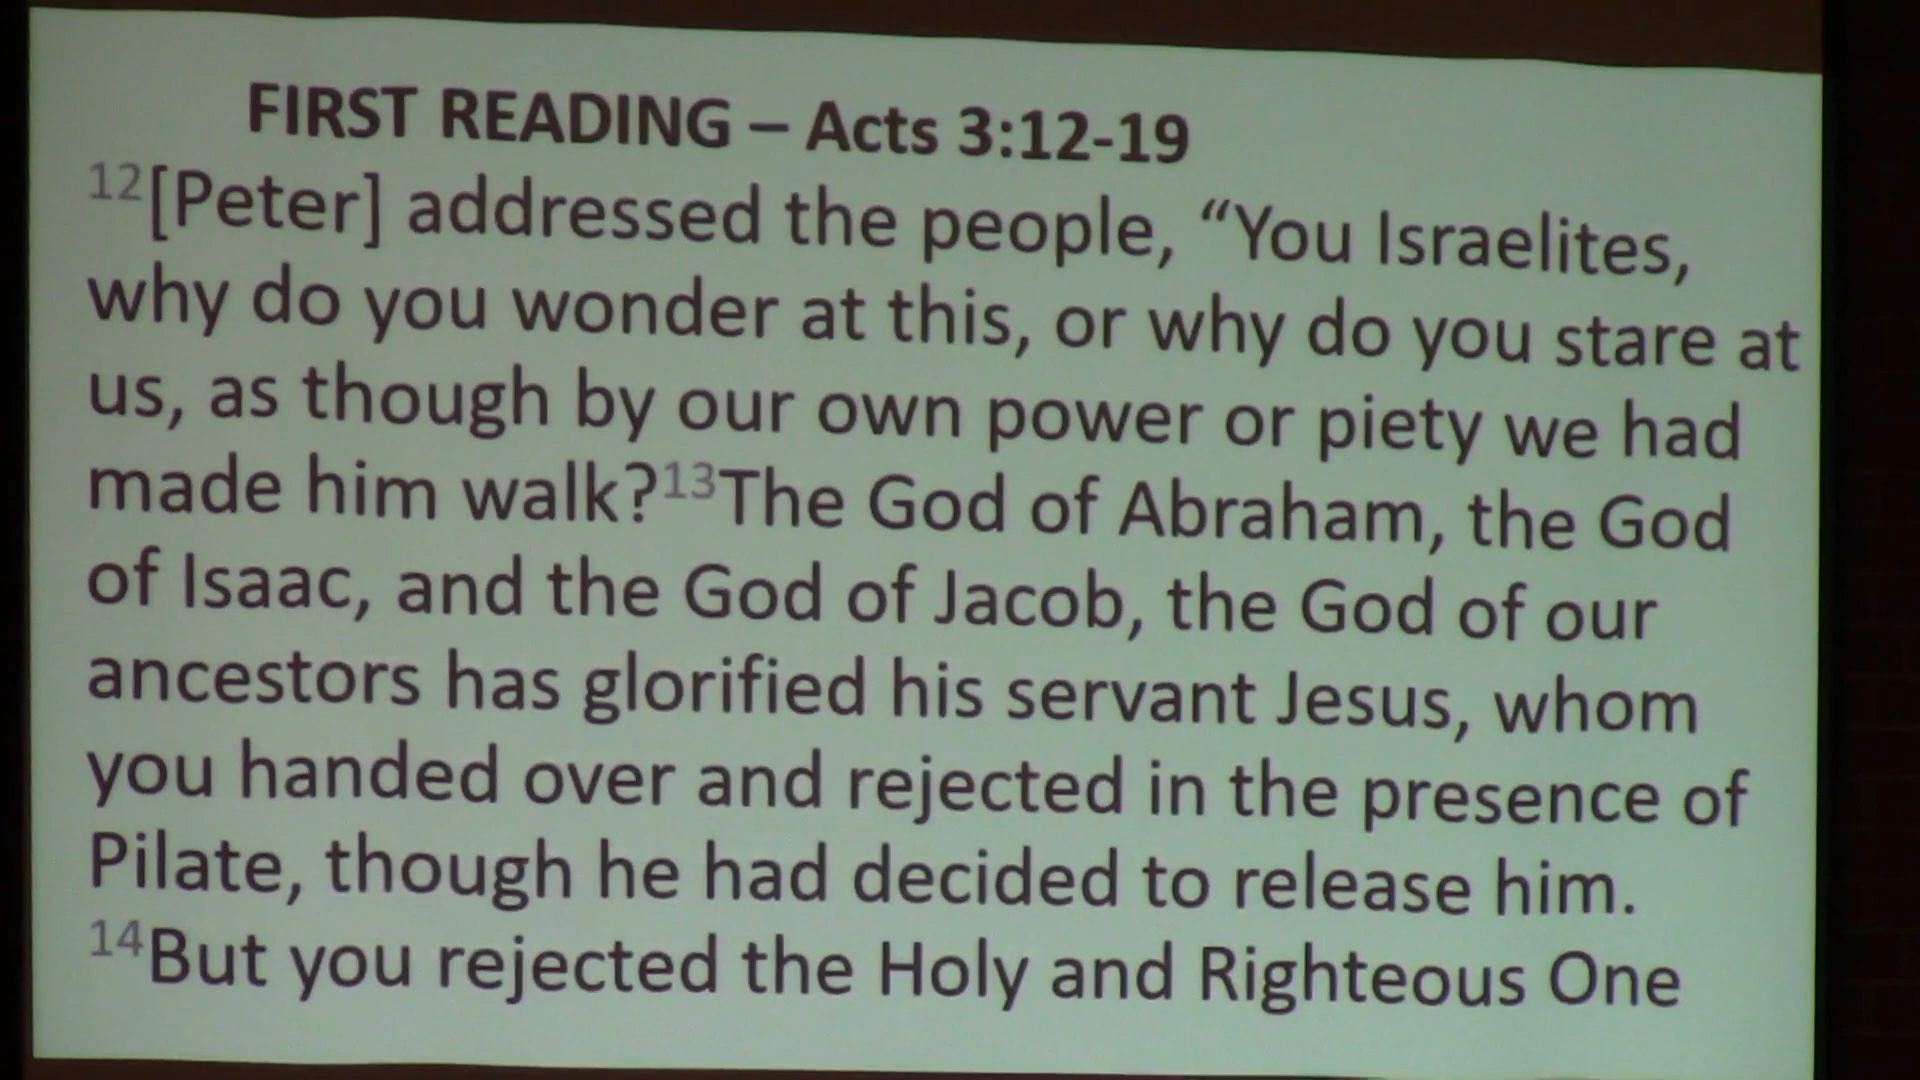 FIRST READING – Acts 3:12-19
12[Peter] addressed the people, “You Israelites,
why do you wonder at this, or why do you stare at
us, as though by our own power or piety we had
made him walk?13The God of Abraham, the God
of Isaac, and the God of Jacob, the God of our
ancestors has glorified his servant Jesus, whom
you handed over and rejected in the presence of
Pilate, though he had decided to release him.
14But you rejected the Holy and Righteous One